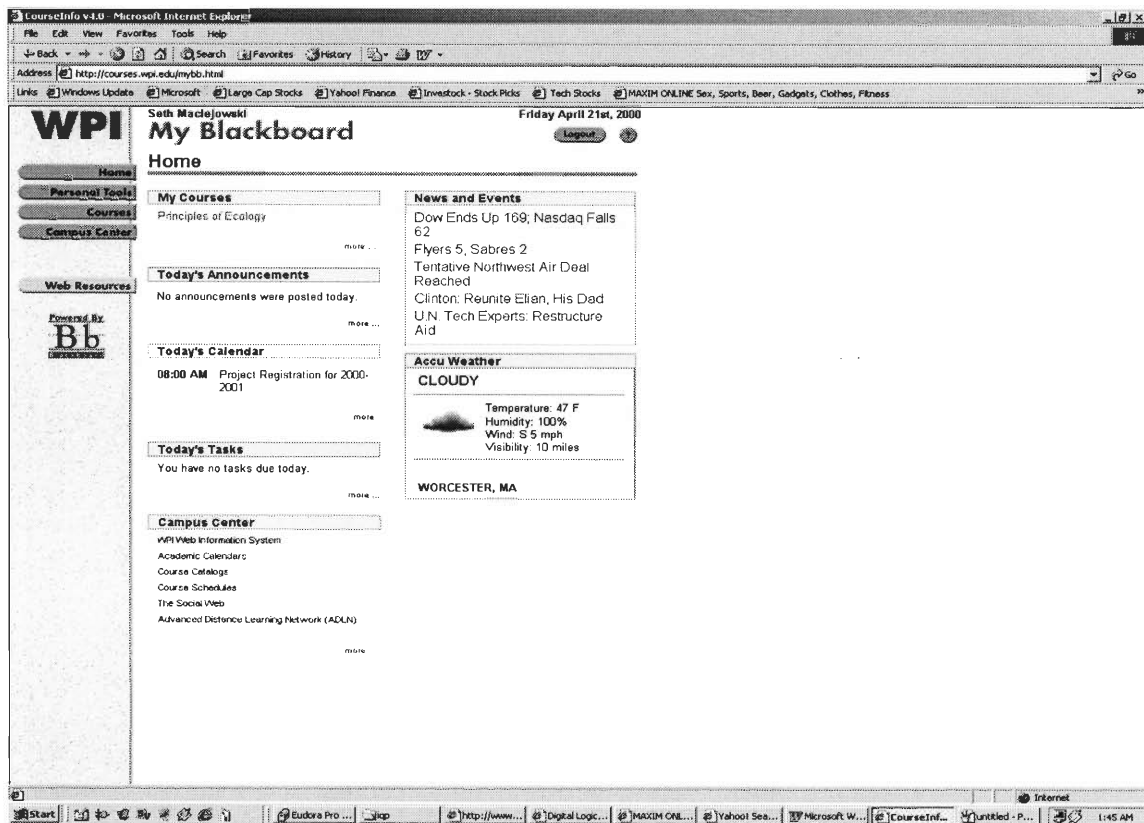 CourseInfo v4.0 - Microsoft Internet Explorer
File Edit View Favorites Tools Help
Back Search Favorites History
Address http://courses.wpi.edu/mybb.html Go
Links Windows Update Microsoft Large Cap Stocks Yahoo! Finance Investock - Stock Picks Tech Stocks MAXIM ONLINE Sex, Sports, Beer, Gadgets, Clothes, Fitness »
WPI
Home
Personal Tools
Courses
Campus Center
Web Resources
Powered By
Bb
Blackboard
Seth Maciejowski
Friday April 21st, 2000
My Blackboard
Logout ?
Home
My Courses
Principles of Ecology
more ...
Today's Announcements
No announcements were posted today.
more ...
Today's Calendar
08:00 AM Project Registration for 2000-
2001
more
Today's Tasks
You have no tasks due today.
more ...
Campus Center
WPI Web Information System
Academic Calendars
Course Catalogs
Course Schedules
The Social Web
Advanced Distance Learning Network (ADLN)
more
News and Events
Dow Ends Up 169; Nasdaq Falls
62
Flyers 5, Sabres 2
Tentative Northwest Air Deal
Reached
Clinton: Reunite Elian, His Dad
U.N. Tech Experts: Restructure
Aid
Accu Weather
CLOUDY
Temperature: 47 F
Humidity: 100%
Wind: S 5 mph
Visibility: 10 miles
WORCESTER, MA
Internet
Start Eudora Pro ... iqp http://www... Digital Logic... MAXIM ONL... Yahoo! Sea... Microsoft W... CourseInf... untitled - P... 1:45 AM